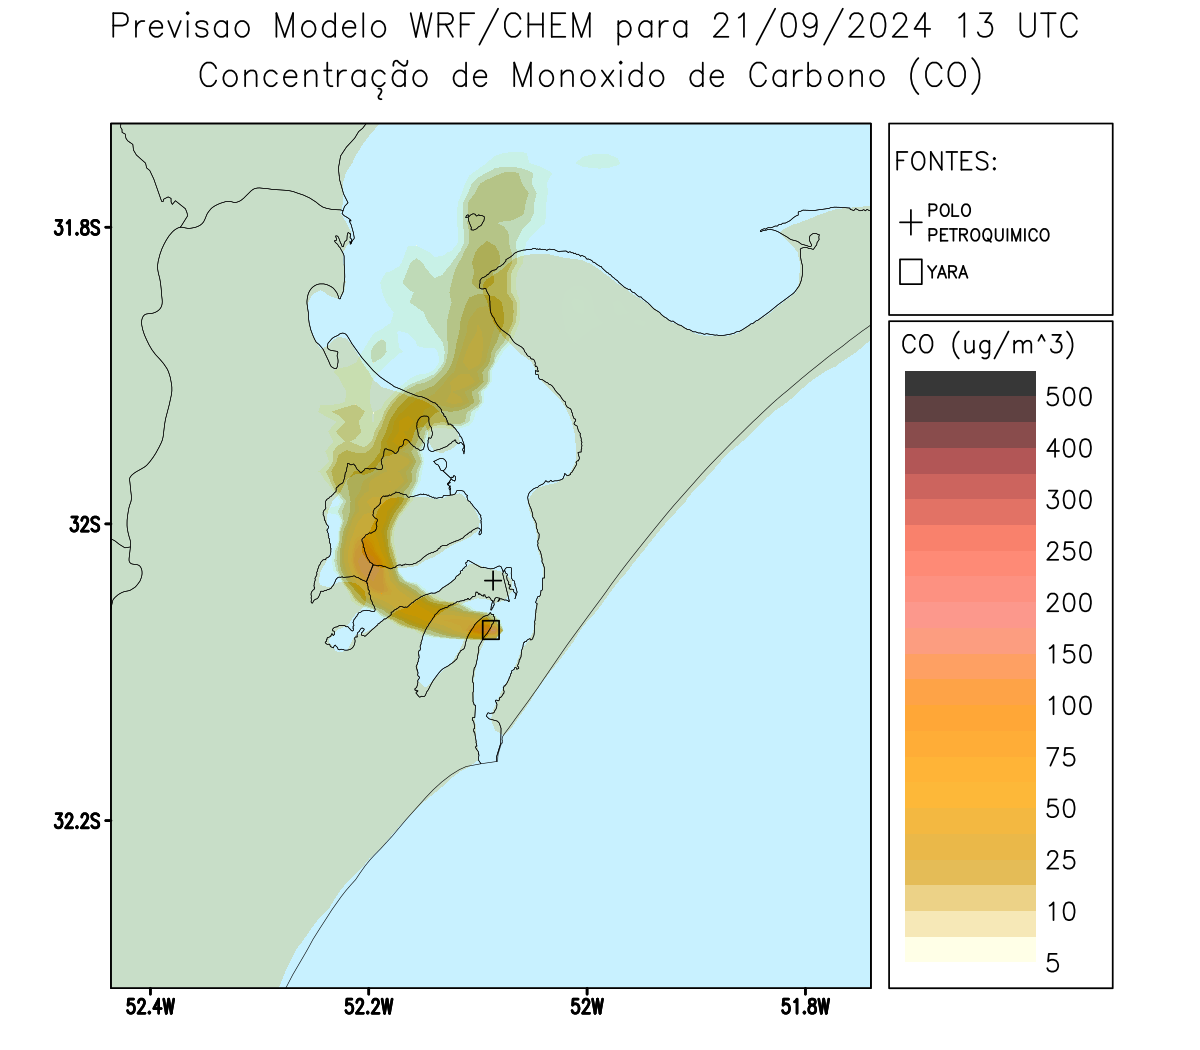 Previsao Modelo WRF/CHEM para 21/09/2024 13 UTC
Concentração de Monoxido de Carbono (CO)
FONTES:
POLO
PETROQUIMICO
YARA
CO (ug/m^3)
500
400
300
250
200
150
100
75
50
25
10
5
31.8S
32S
32.2S
52.4W
52.2W
52W
51.8W